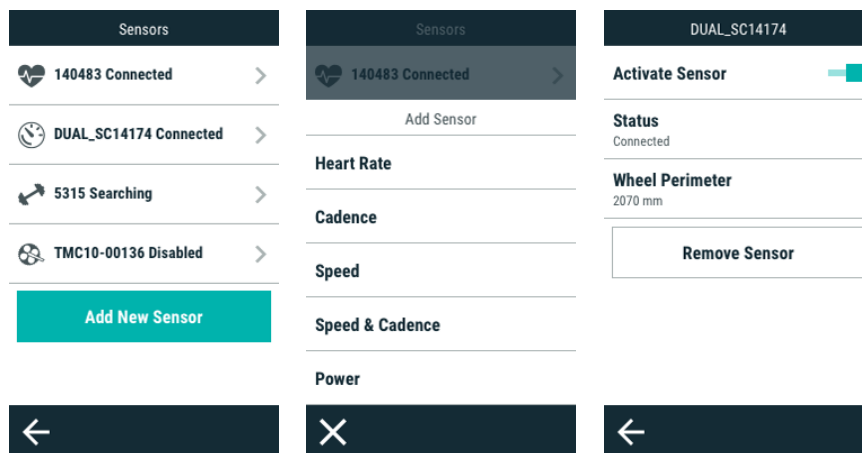 Sensors
140483 Connected
DUAL_SC14174 Connected
5315 Searching
TMC10-00136 Disabled
Add New Sensor
Sensors
140483 Connected
Add Sensor
Heart Rate
Cadence
Speed
Speed & Cadence
Power
DUAL_SC14174
Activate Sensor
Status
Connected
Wheel Perimeter
2070 mm
Remove Sensor